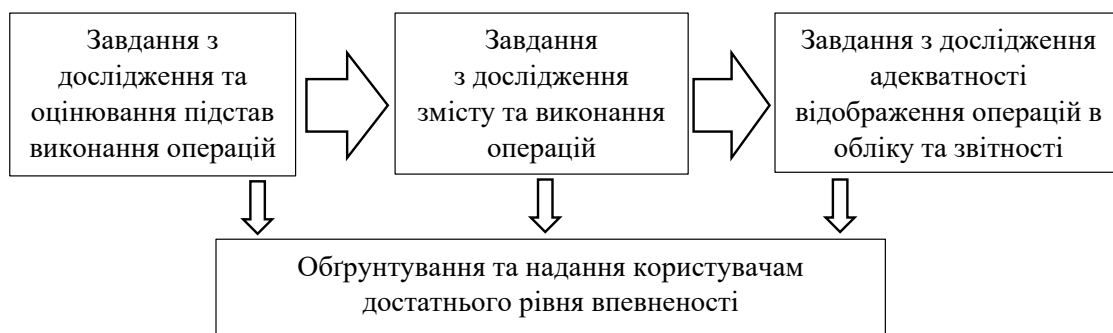 Завдання з
дослідження та
оцінювання підстав
виконання операцій
Завдання
з дослідження
змісту та виконання
операцій
Завдання з дослідження
адекватності
відображення операцій в
обліку та звітності
Обґрунтування та надання користувачам
достатнього рівня впевненості